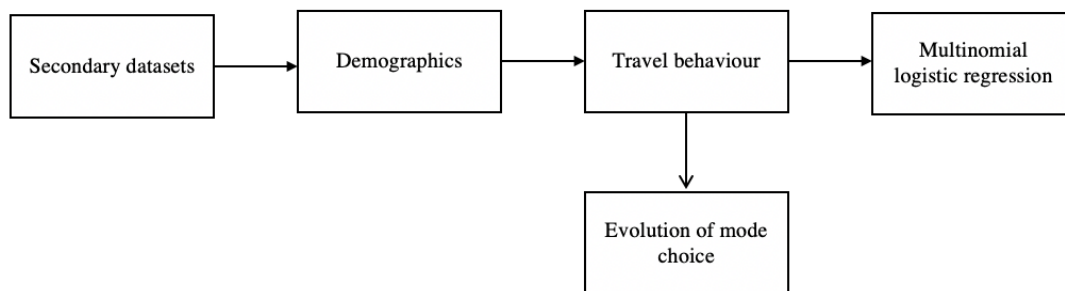 Secondary datasets
Demographics
Travel behaviour
Multinomial
logistic regression
Evolution of mode
choice